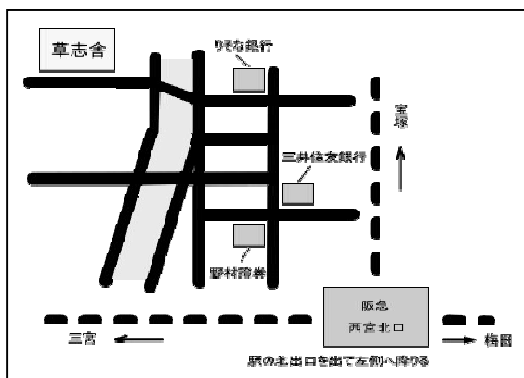 草志舎
りそな銀行
宝塚
三井住友銀行
野村證券
阪急
西宮北口
三宮
梅田
駅の主出口を出て左側へ降りる